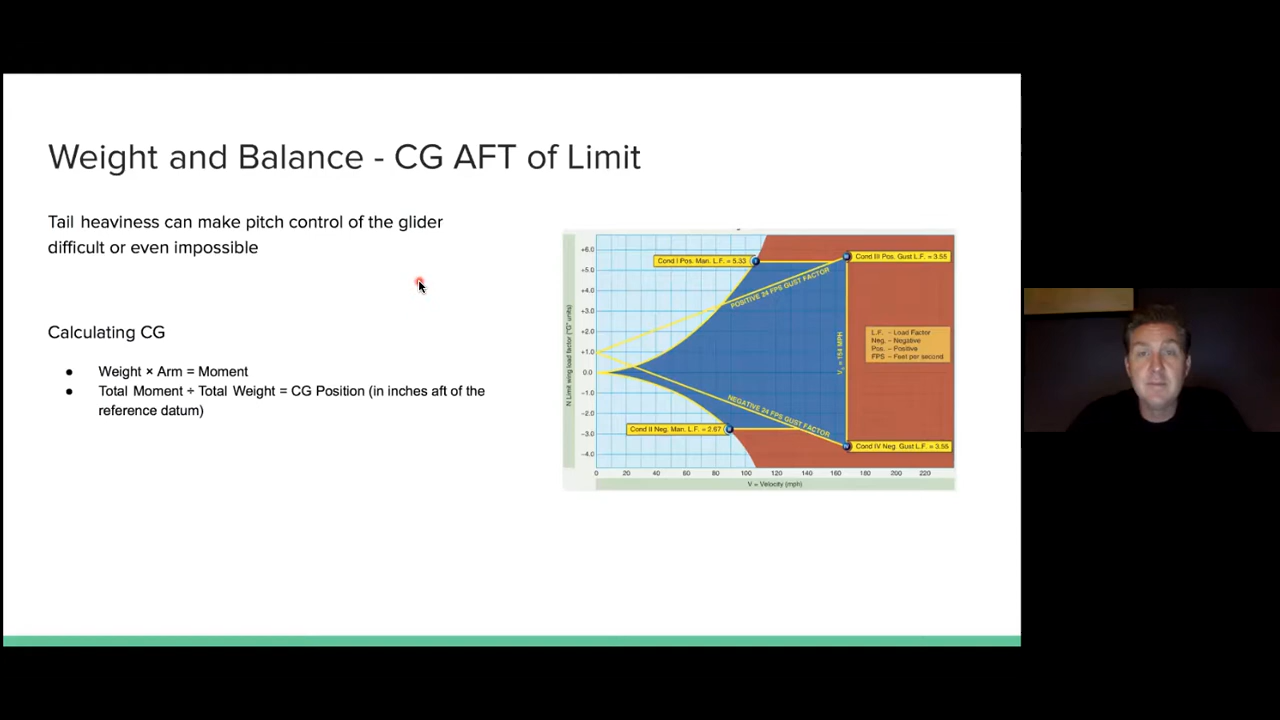 Weight and Balance - CG AFT of Limit
Tail heaviness can make pitch control of the glider
difficult or even impossible
Calculating CG
● Weight × Arm = Moment
● Total Moment ÷ Total Weight = CG Position (in inches aft of the
reference datum)
N Limit wing load factor ("G" units)
+6.0
+5.0
+4.0
+3.0
+2.0
+1.0
0.0
−1.0
−2.0
−3.0
−4.0
Cond I Pos. Man. L.F. = 5.33
Cond III Pos. Gust L.F. = 3.55
POSITIVE 24 FPS GUST FACTOR
L.F. – Load Factor
Neg. – Negative
Pos. – Positive
FPS – Feet per second
NEGATIVE 24 FPS GUST FACTOR
Cond II Neg. Man. L.F. = 2.67
Cond IV Neg. Gust L.F. = 3.55
0 20 40 60 80 100 120 140 160 180 200 220
V = Velocity (mph)